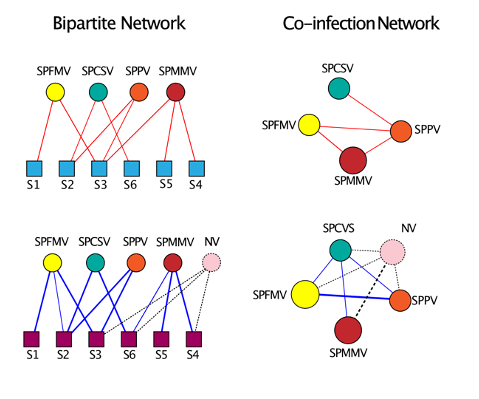 Bipartite Network
Co-infection Network
SPFMV SPCSV SPPV SPMMV
S1 S2 S3 S6 S5 S4
SPCSV
SPFMV
SPPV
SPMMV
SPFMV SPCSV SPPV SPMMV NV
S1 S2 S3 S6 S5 S4
SPCVS
NV
SPFMV
SPPV
SPMMV